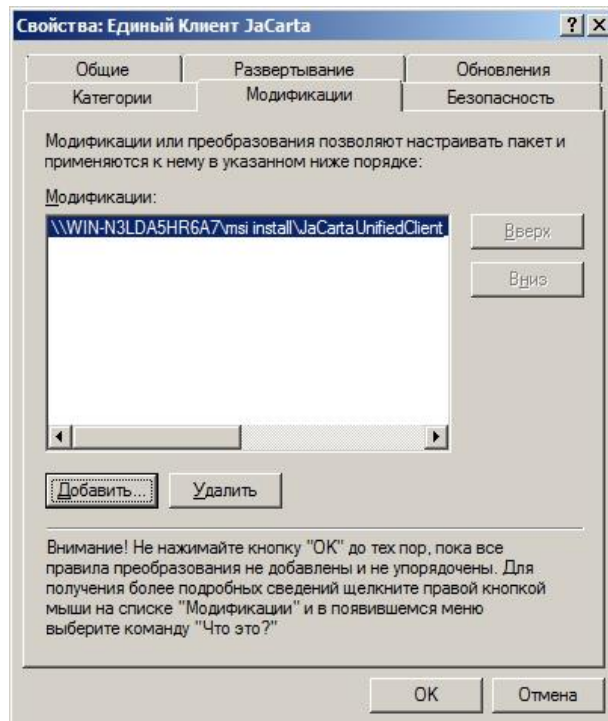 Свойства: Единый Клиент JaCarta
Общие
Развертывание
Обновления
Категории
Модификации
Безопасность
Модификации или преобразования позволяют настраивать пакет и
применяются к нему в указанном ниже порядке:
Модификации:
\\WIN-N3LDA5HR6A7\msi install\JaCartaUnifiedClient_
Вверх
Вниз
Добавить...
Удалить
Внимание! Не нажимайте кнопку "OK" до тех пор, пока все
правила преобразования не добавлены и не упорядочены. Для
получения более подробных сведений щелкните правой кнопкой
мыши на списке "Модификации" и в появившемся меню
выберите команду "Что это?"
OK
Отмена